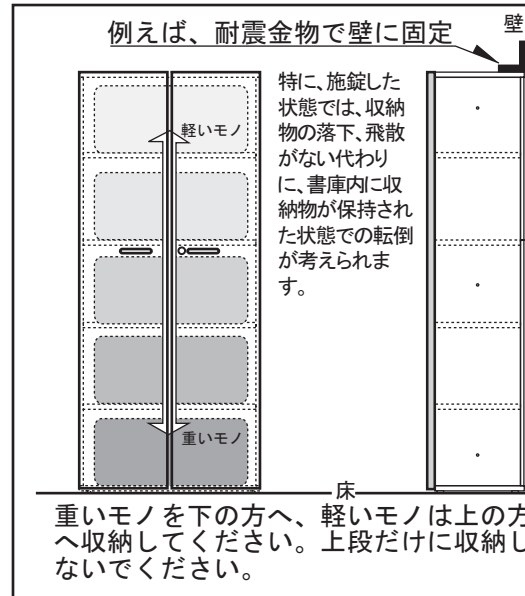 例えば、耐震金物で壁に固定
壁
特に、施錠した
状態では、収納
物の落下、飛散
がない代わり
に、書庫内に収
納物が保持され
た状態での転倒
が考えられま
す。
軽いモノ
重いモノ
床
重いモノを下の方へ、軽いモノは上の方
へ収納してください。上段だけに収納し
ないでください。